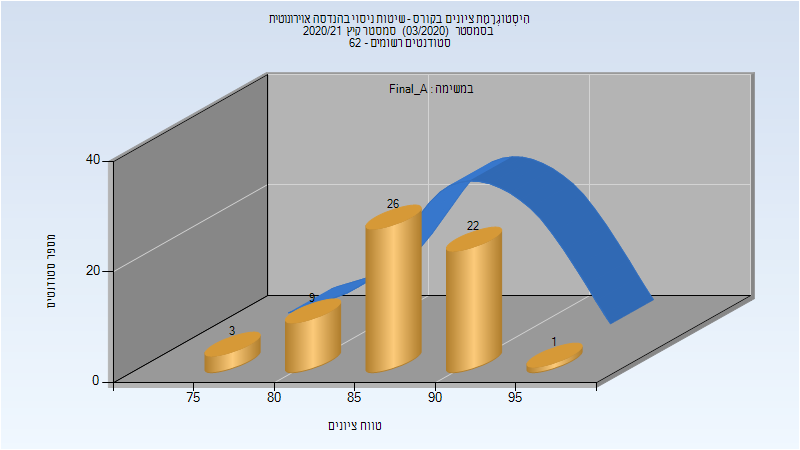 היסטוגרמת ציונים בקורס - שיטות ניסוי בהנדסה אוירונוטית
בסמסטר (03/2020) סמסטר קיץ 2020/21
סטודנטים רשומים - 62
במשימה : Final_A
מספר סטודנטים
40
20
0
3
9
26
22
1
75
80
85
90
95
טווח ציונים